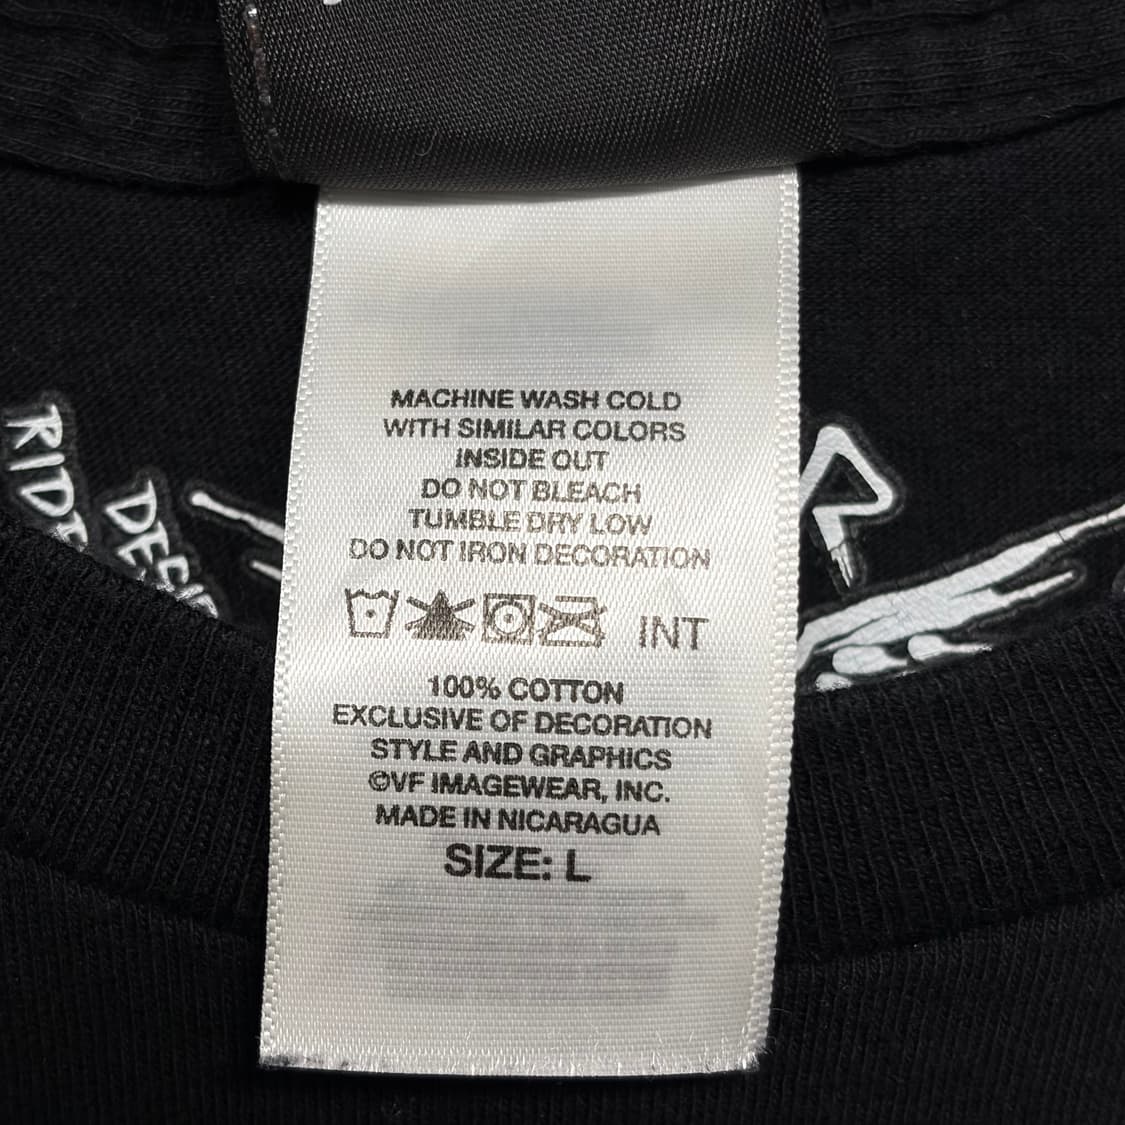 MACHINE WASH COLD
WITH SIMILAR COLORS
INSIDE OUT
DO NOT BLEACH
TUMBLE DRY LOW
DO NOT IRON DECORATION
INT
100% COTTON
EXCLUSIVE OF DECORATION
STYLE AND GRAPHICS
©VF IMAGEWEAR, INC.
MADE IN NICARAGUA
SIZE: L
RIDE